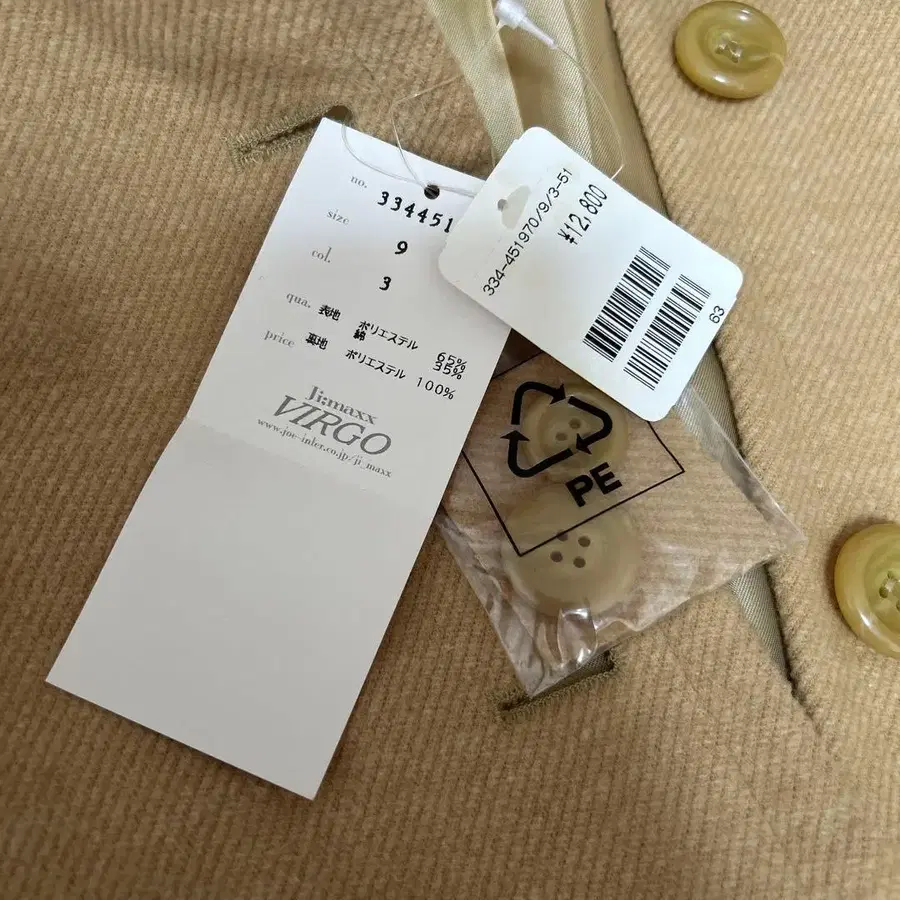 no. 334451
size 9
col. 3
qua. 表地 ポリエステル 65%
綿 35%
price 裏地 ポリエステル 100%
Ji;maxx
VIRGO
www.joe-inter.co.jp/ji_maxx
334-451970/9/3-51
¥12,800
63
PE